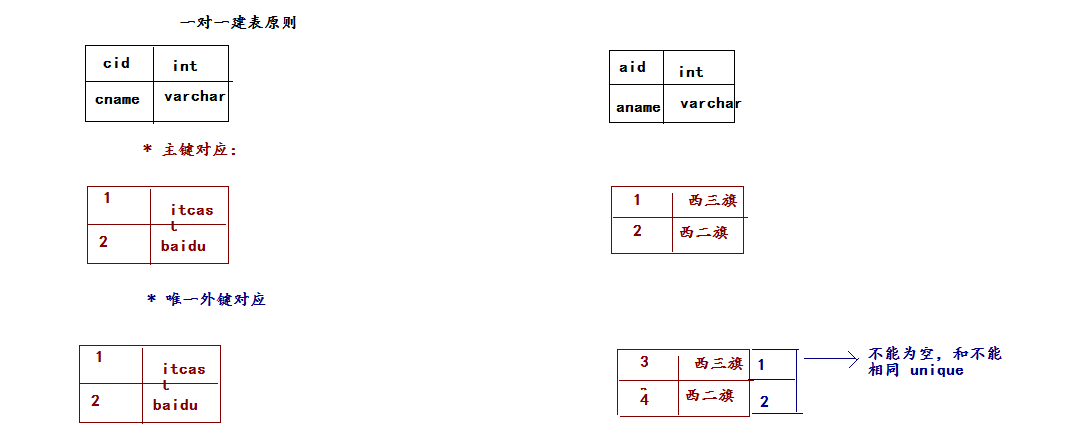 一对一建表原则
cid int
cname varchar
aid int
aname varchar
* 主键对应:
1 itcas
t
2 baidu
1 西三旗
2 西二旗
* 唯一外键对应
1 itcas
t
2 baidu
3 西三旗 1
4 西二旗 2
不能为空, 和不能
相同 unique